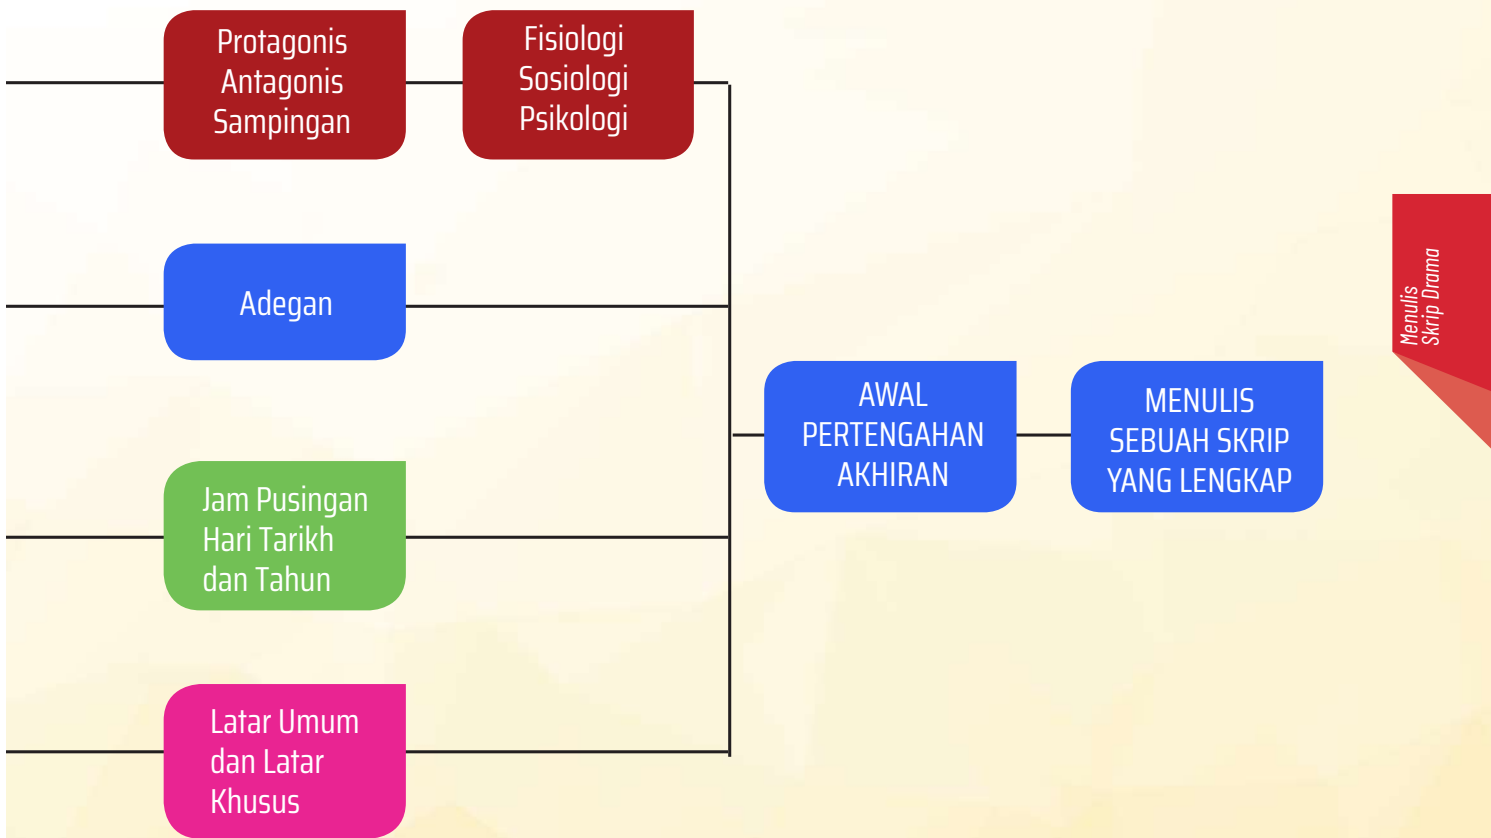 Protagonis
Antagonis
Sampingan
Fisiologi
Sosiologi
Psikologi
Adegan
Jam Pusingan
Hari Tarikh
dan Tahun
Latar Umum
dan Latar
Khusus
AWAL
PERTENGAHAN
AKHIRAN
MENULIS
SEBUAH SKRIP
YANG LENGKAP
Menulis
Skrip Drama